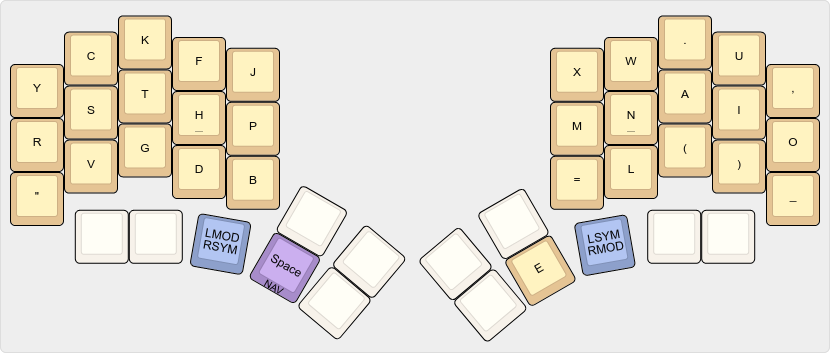 Y C K F J X W . U ,
R S T H P M N A I O
_ _
" V G D B = L ( ) _
LMOD LSYM
RSYM RMOD
Space E
NAV